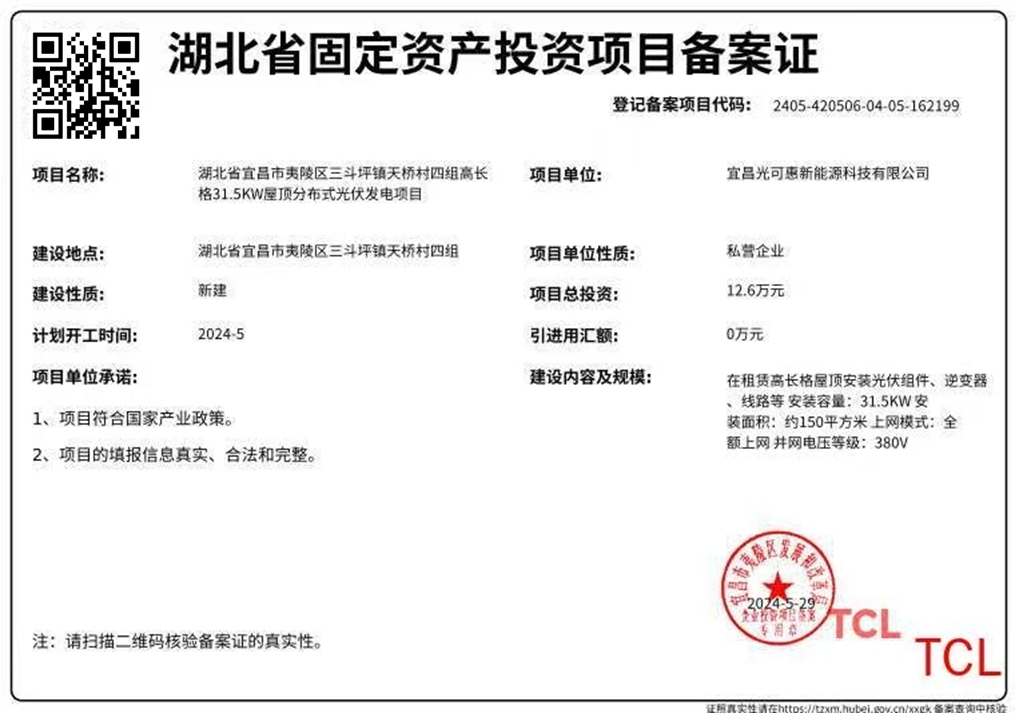 湖北省固定资产投资项目备案证
登记备案项目代码: 2405-420506-04-05-162199
项目名称: 湖北省宜昌市夷陵区三斗坪镇天桥村四组高长
格31.5KW屋顶分布式光伏发电项目
项目单位: 宜昌光可惠新能源科技有限公司
建设地点: 湖北省宜昌市夷陵区三斗坪镇天桥村四组
项目单位性质: 私营企业
建设性质: 新建
项目总投资: 12.6万元
计划开工时间: 2024-5
引进用汇额: 0万元
项目单位承诺:
1、项目符合国家产业政策。
2、项目的填报信息真实、合法和完整。
建设内容及规模: 在租赁高长格屋顶安装光伏组件、逆变器
、线路等 安装容量：31.5KW 安
装面积：约150平方米 上网模式：全
额上网 并网电压等级：380V
宜昌市夷陵区发展和改革局
2024-5-29
企业投资项目备案
专用章
TCL
TCL
注：请扫描二维码核验备案证的真实性。
证照真实性请在https://tzxm.hubei.gov.cn/xxgk 备案查询中核验